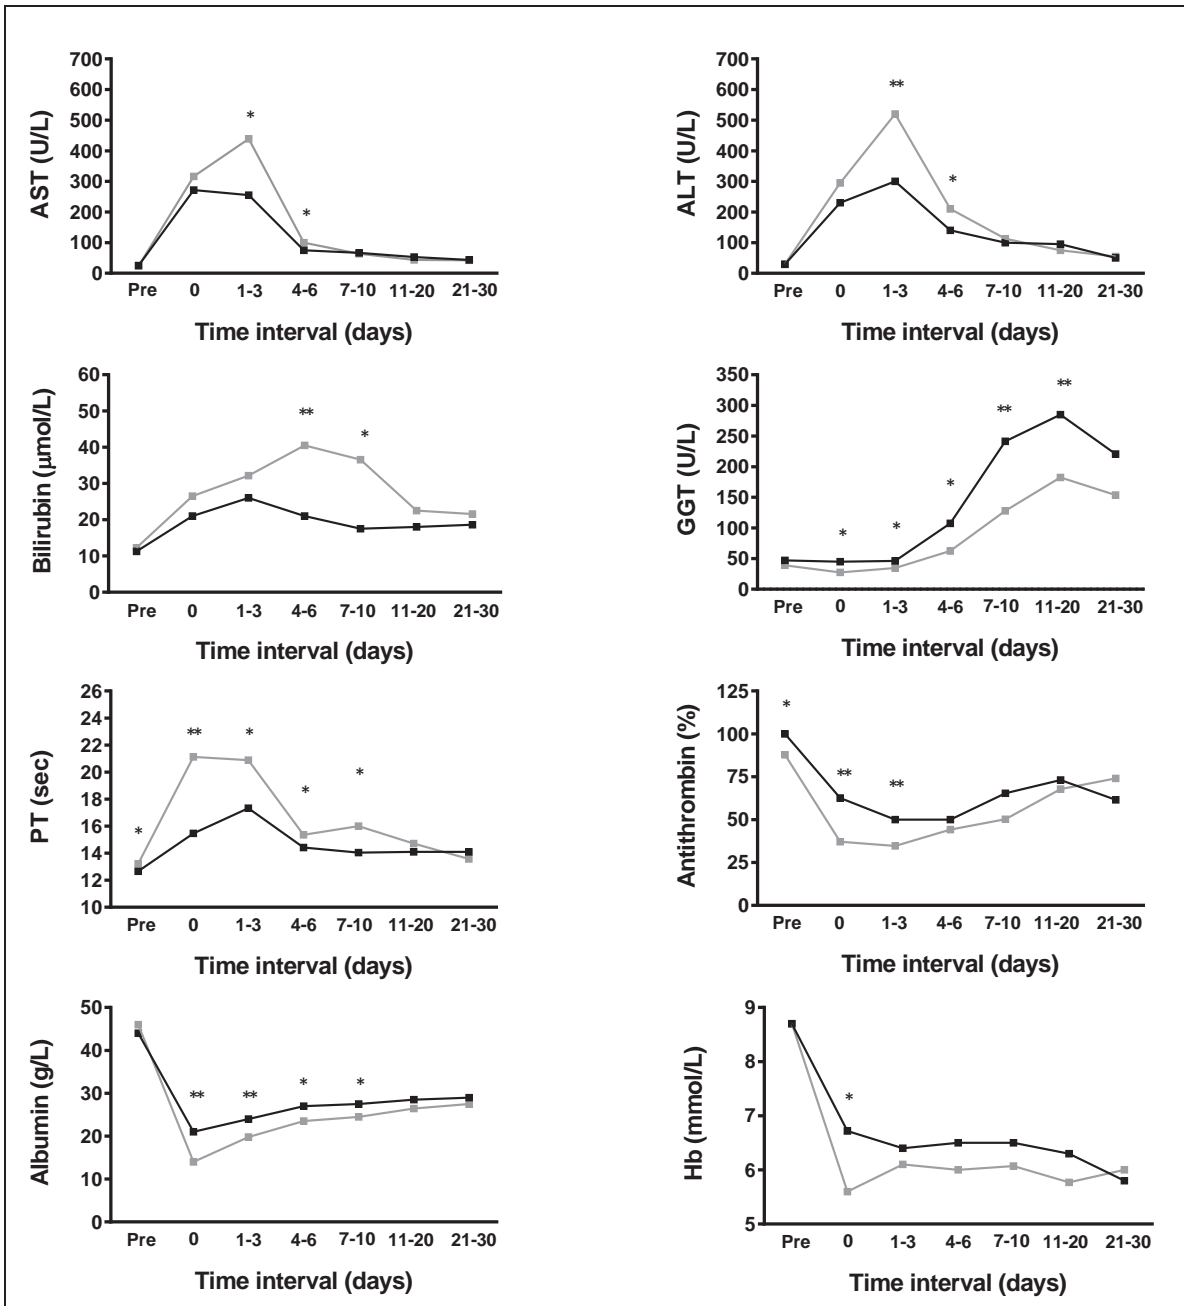 AST (U/L)
700
600
500
400
300
200
100
0
*
*
Pre 0 1-3 4-6 7-10 11-20 21-30
Time interval (days)
ALT (U/L)
700
600
500
400
300
200
100
0
**
*
Pre 0 1-3 4-6 7-10 11-20 21-30
Time interval (days)
Bilirubin (μmol/L)
60
50
40
30
20
10
0
**
*
Pre 0 1-3 4-6 7-10 11-20 21-30
Time interval (days)
GGT (U/L)
350
300
250
200
150
100
50
0
* * * ** **
Pre 0 1-3 4-6 7-10 11-20 21-30
Time interval (days)
PT (sec)
26
24
22
20
18
16
14
12
10
* ** * * *
Pre 0 1-3 4-6 7-10 11-20 21-30
Time interval (days)
Antithrombin (%)
125
100
75
50
25
0
* ** **
Pre 0 1-3 4-6 7-10 11-20 21-30
Time interval (days)
Albumin (g/L)
50
40
30
20
10
0
** ** * *
Pre 0 1-3 4-6 7-10 11-20 21-30
Time interval (days)
Hb (mmol/L)
9
8
7
6
5
*
Pre 0 1-3 4-6 7-10 11-20 21-30
Time interval (days)